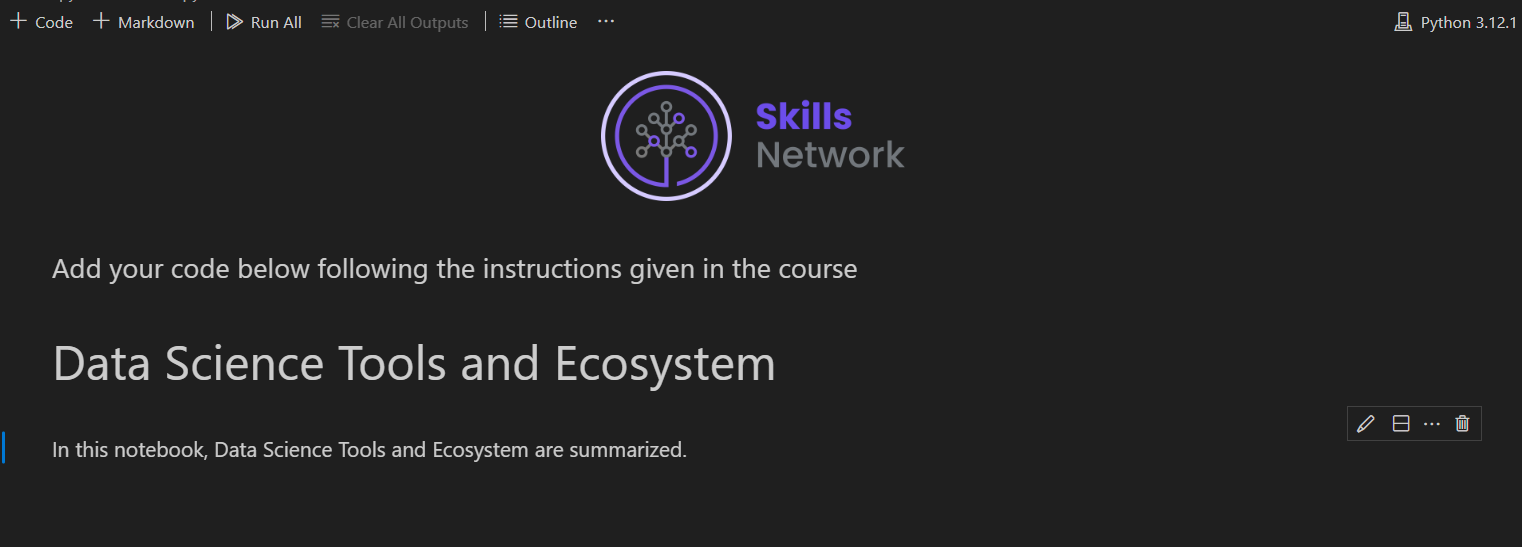 Code Markdown Run All Clear All Outputs Outline ... Python 3.12.1
Skills
Network
Add your code below following the instructions given in the course
Data Science Tools and Ecosystem
In this notebook, Data Science Tools and Ecosystem are summarized.